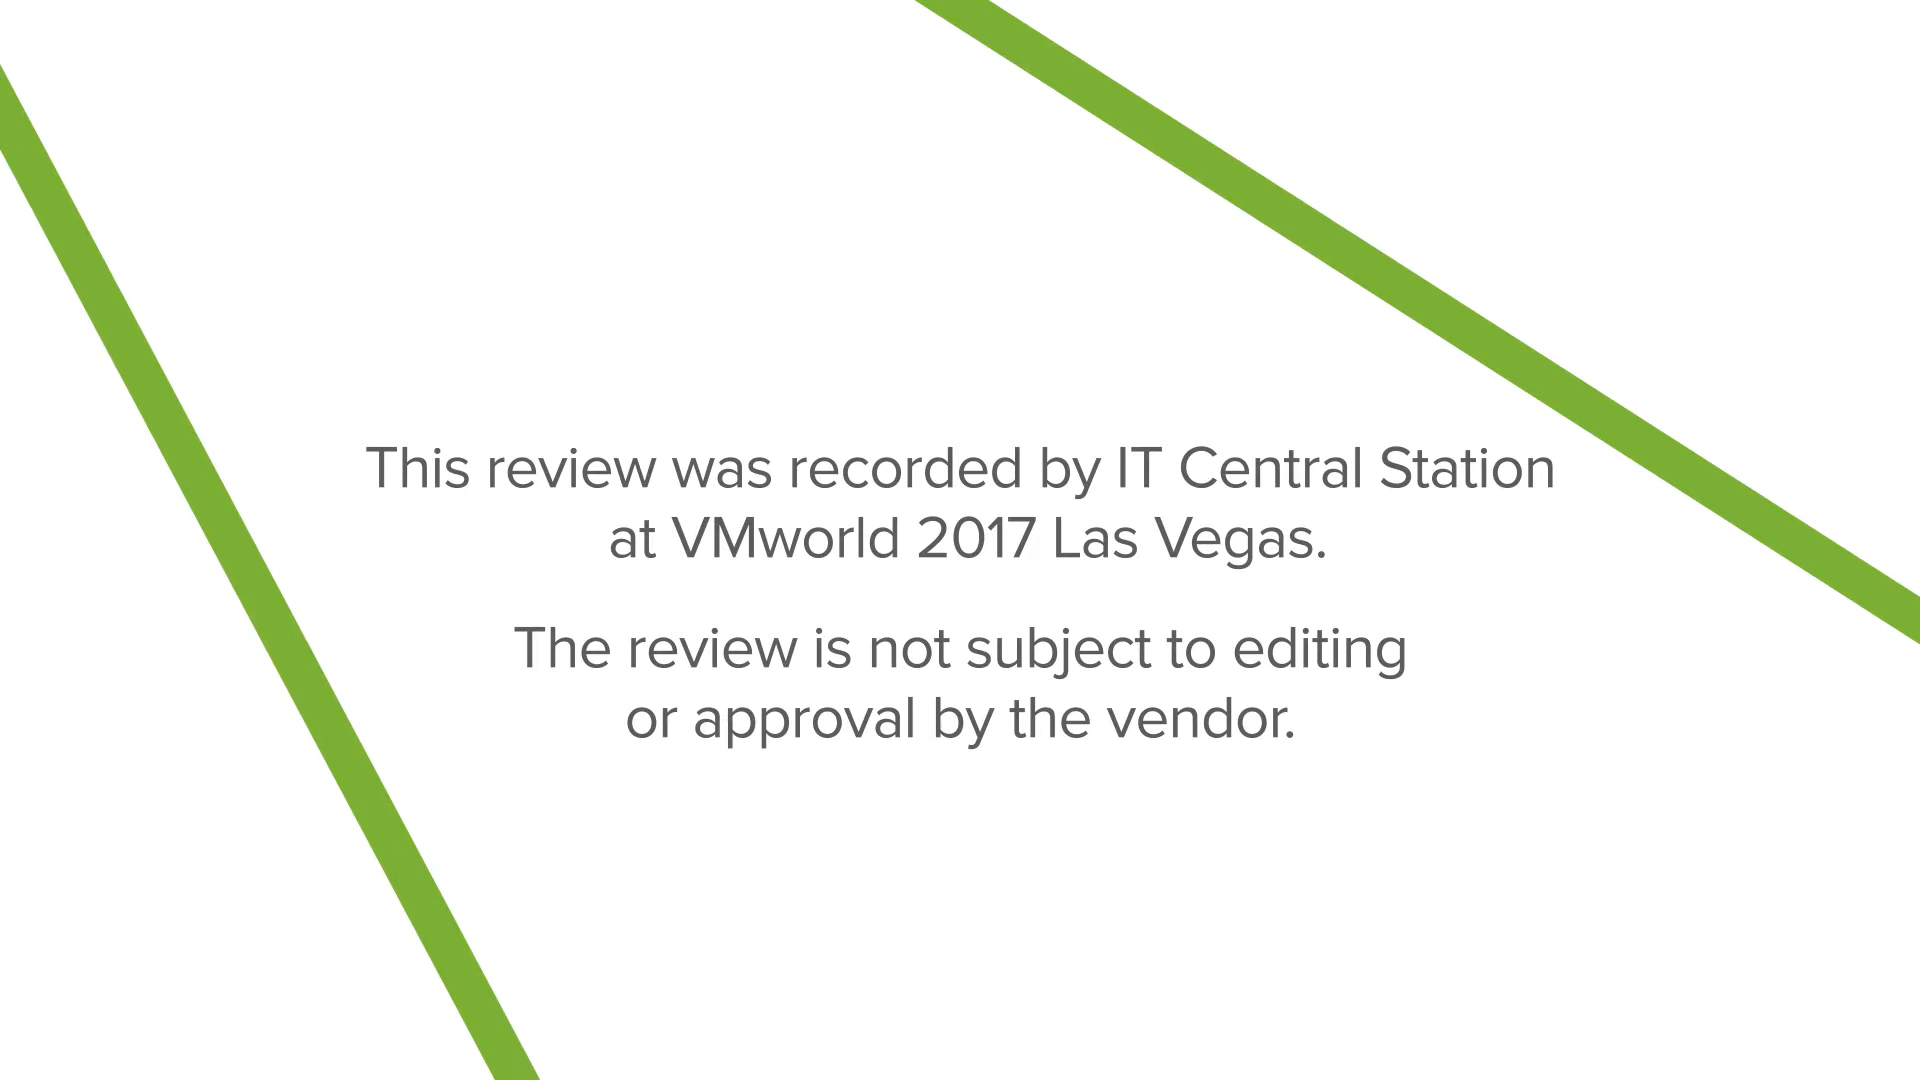 This review was recorded by IT Central Station
at VMworld 2017 Las Vegas.
The review is not subject to editing
or approval by the vendor.